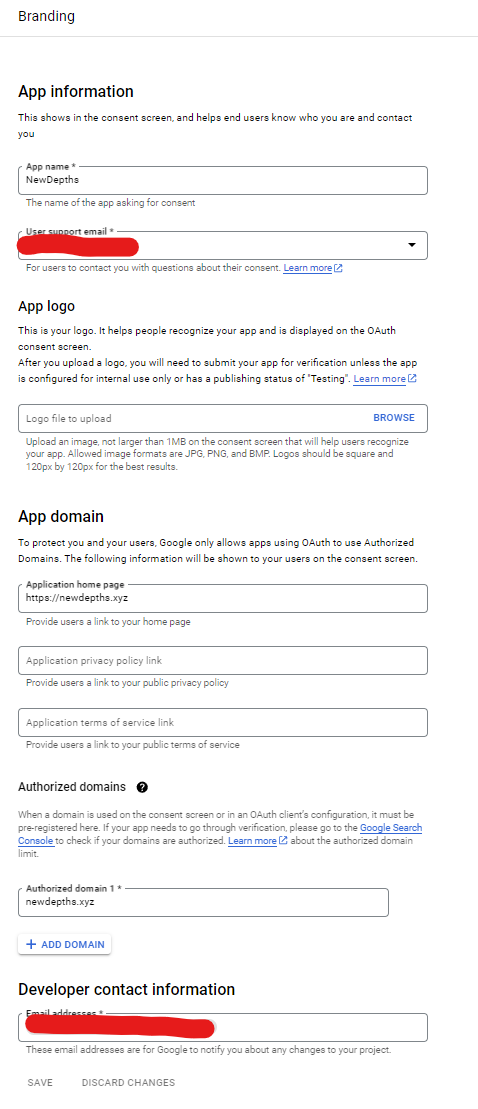 Branding
App information
This shows in the consent screen, and helps end users know who you are and contact
you
App name *
NewDepths
The name of the app asking for consent
User support email *
For users to contact you with questions about their consent. Learn more
App logo
This is your logo. It helps people recognize your app and is displayed on the OAuth
consent screen.
After you upload a logo, you will need to submit your app for verification unless the app
is configured for internal use only or has a publishing status of "Testing". Learn more
Logo file to upload BROWSE
Upload an image, not larger than 1MB on the consent screen that will help users recognize
your app. Allowed image formats are JPG, PNG, and BMP. Logos should be square and
120px by 120px for the best results.
App domain
To protect you and your users, Google only allows apps using OAuth to use Authorized
Domains. The following information will be shown to your users on the consent screen.
Application home page
https://newdepths.xyz
Provide users a link to your home page
Application privacy policy link
Provide users a link to your public privacy policy
Application terms of service link
Provide users a link to your public terms of service
Authorized domains ?
When a domain is used on the consent screen or in an OAuth client's configuration, it must be
pre-registered here. If your app needs to go through verification, please go to the Google Search
Console to check if your domains are authorized. Learn more about the authorized domain
limit.
Authorized domain 1 *
newdepths.xyz
+ ADD DOMAIN
Developer contact information
Email addresses *
These email addresses are for Google to notify you about any changes to your project.
SAVE DISCARD CHANGES